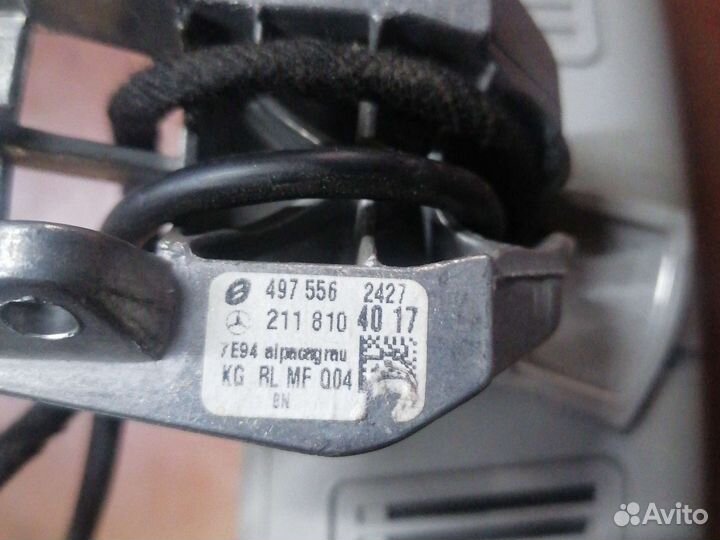 497 556 2427
211 810 40 17
7E94 alpacagrau
KG RL MF Q04
BN
Avito